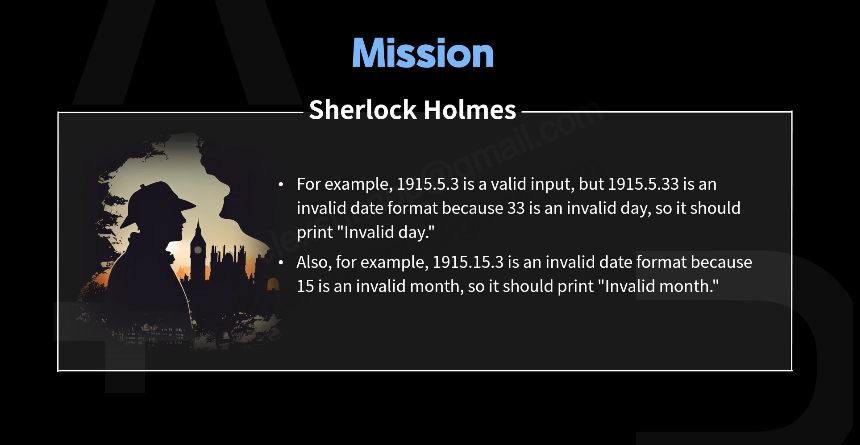 Mission
Sherlock Holmes
• For example, 1915.5.3 is a valid input, but 1915.5.33 is an
invalid date format because 33 is an invalid day, so it should
print "Invalid day."
• Also, for example, 1915.15.3 is an invalid date format because
15 is an invalid month, so it should print "Invalid month."
@gmail.com